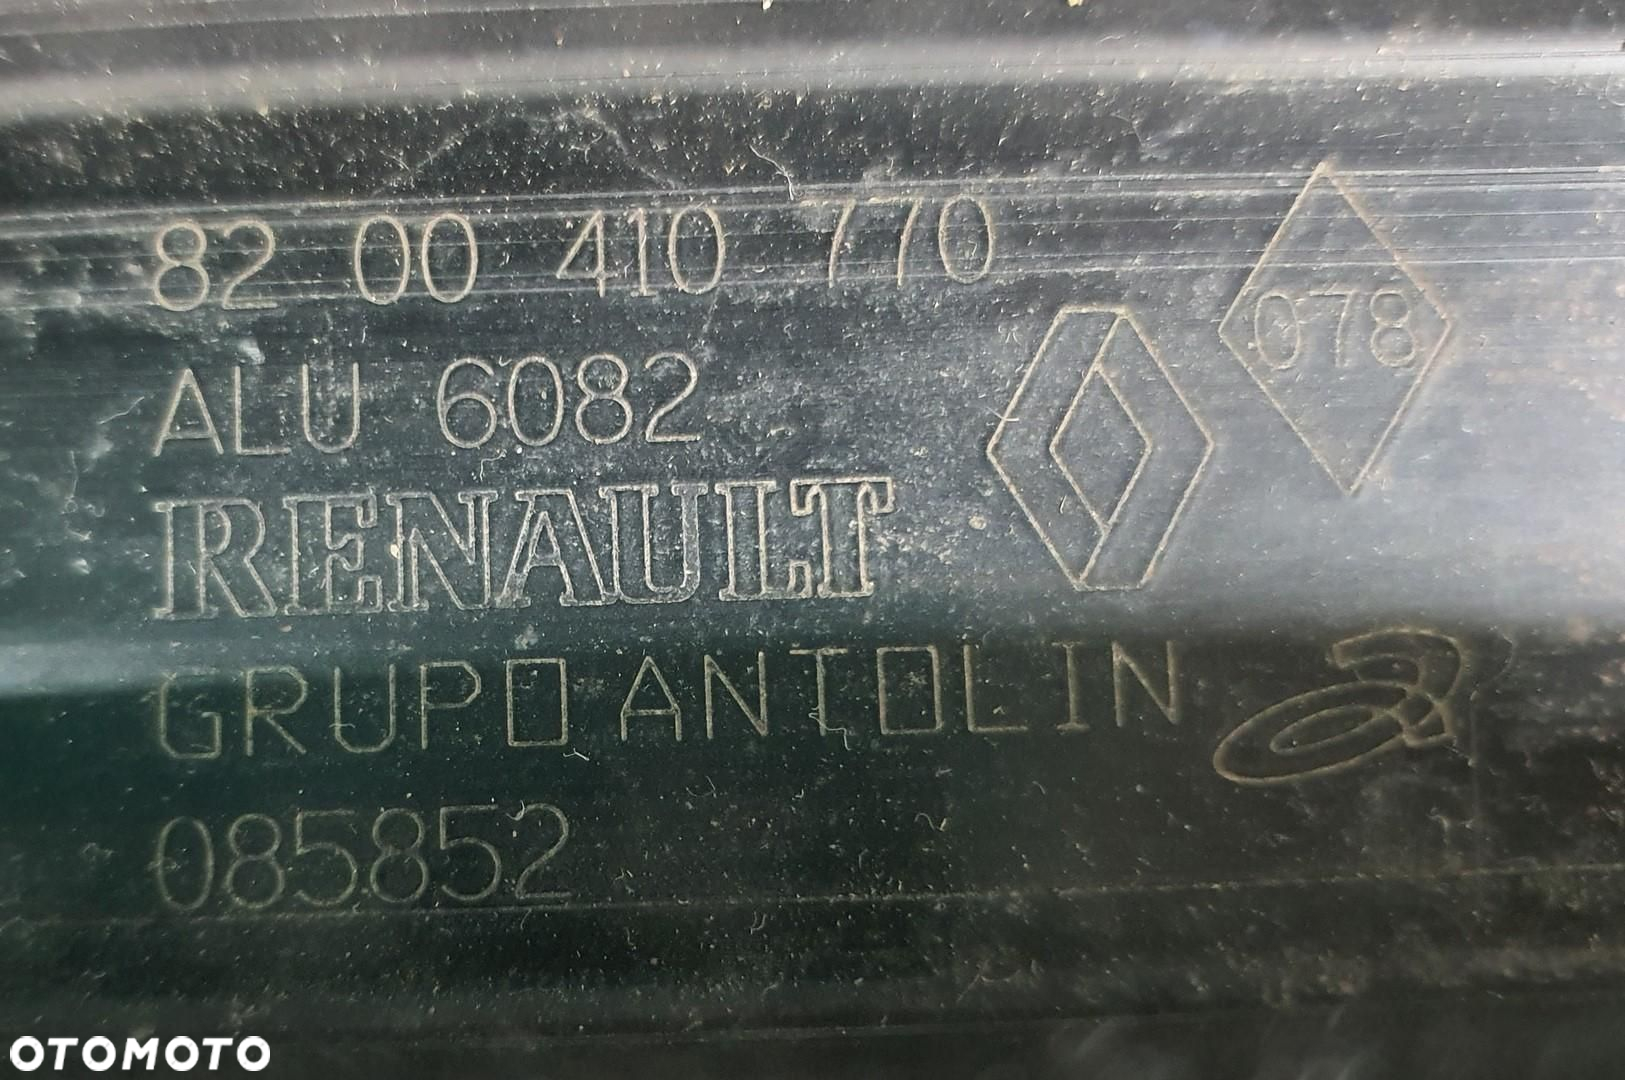 82 00 410 770
078
ALU 6082
RENAULT
GRUPO ANTOLIN
085852
OTOMOTO